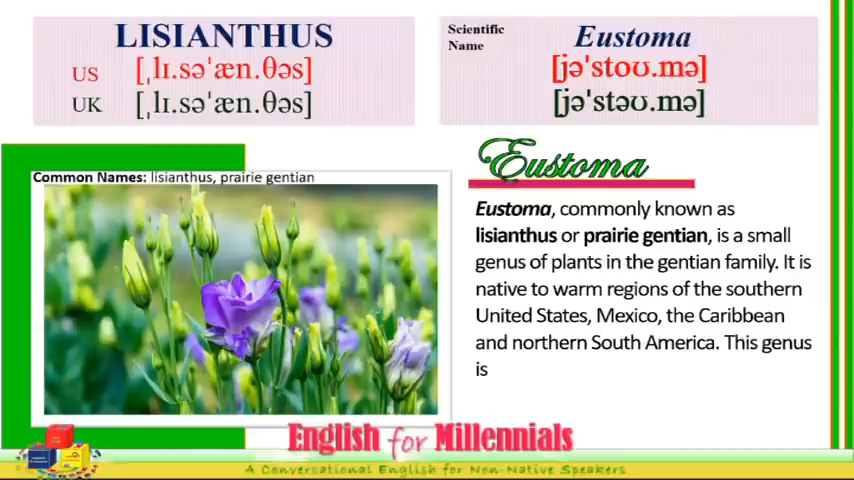 LISIANTHUS
US [ˌlɪ.səˈæn.θəs]
UK [ˌlɪ.səˈæn.θəs]
Scientific
Name
Eustoma
[jəˈstoʊ.mə]
[jəˈstəʊ.mə]
Common Names: lisianthus, prairie gentian
Eustoma
Eustoma, commonly known as
lisianthus or prairie gentian, is a small
genus of plants in the gentian family. It is
native to warm regions of the southern
United States, Mexico, the Caribbean
and northern South America. This genus
is
English for Millennials
A Conversational English for Non-Native Speakers